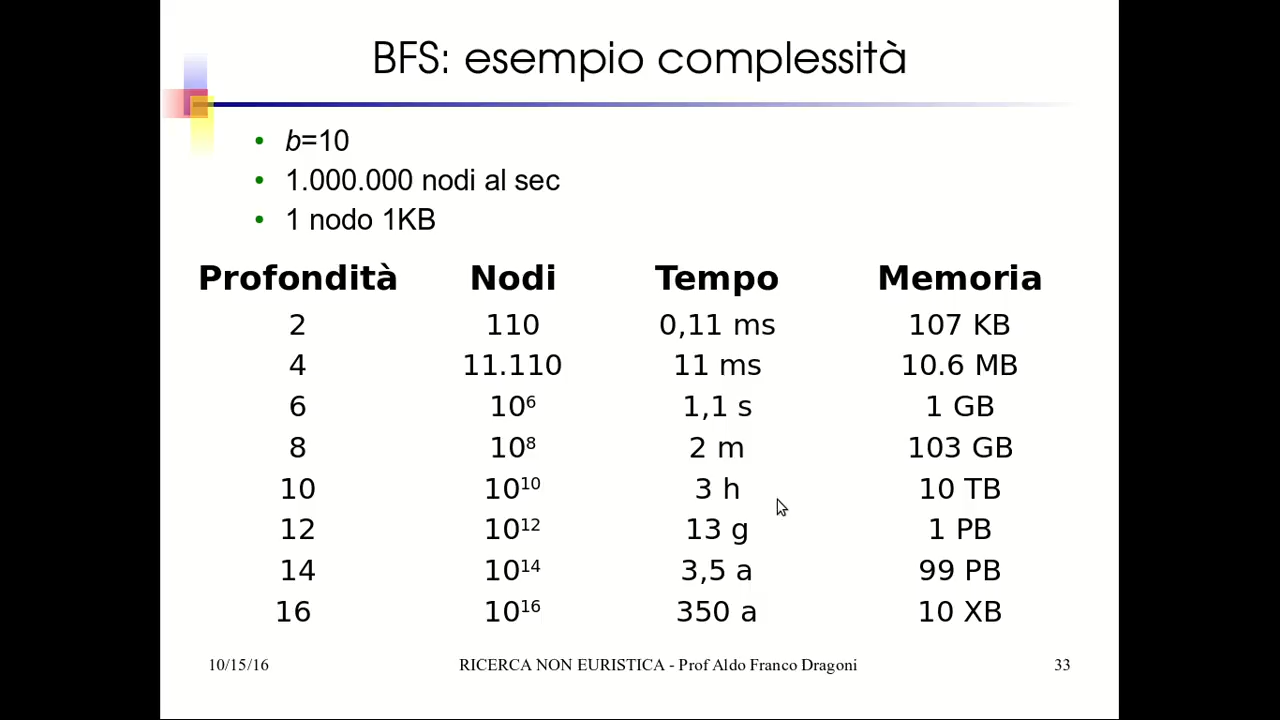 BFS: esempio complessità
• b=10
• 1.000.000 nodi al sec
• 1 nodo 1KB
Profondità Nodi Tempo Memoria
2 110 0,11 ms 107 KB
4 11.110 11 ms 10.6 MB
6 10⁶ 1,1 s 1 GB
8 10⁸ 2 m 103 GB
10 10¹⁰ 3 h 10 TB
12 10¹² 13 g 1 PB
14 10¹⁴ 3,5 a 99 PB
16 10¹⁶ 350 a 10 XB
10/15/16 RICERCA NON EURISTICA - Prof Aldo Franco Dragoni 33